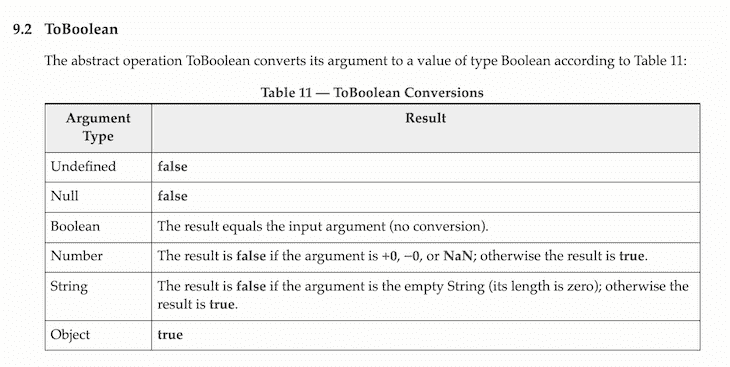 9.2 ToBoolean
The abstract operation ToBoolean converts its argument to a value of type Boolean according to Table 11:
Table 11 — ToBoolean Conversions
Argument Type
Result
Undefined
false
Null
false
Boolean
The result equals the input argument (no conversion).
Number
The result is false if the argument is +0, −0, or NaN; otherwise the result is true.
String
The result is false if the argument is the empty String (its length is zero); otherwise the
result is true.
Object
true